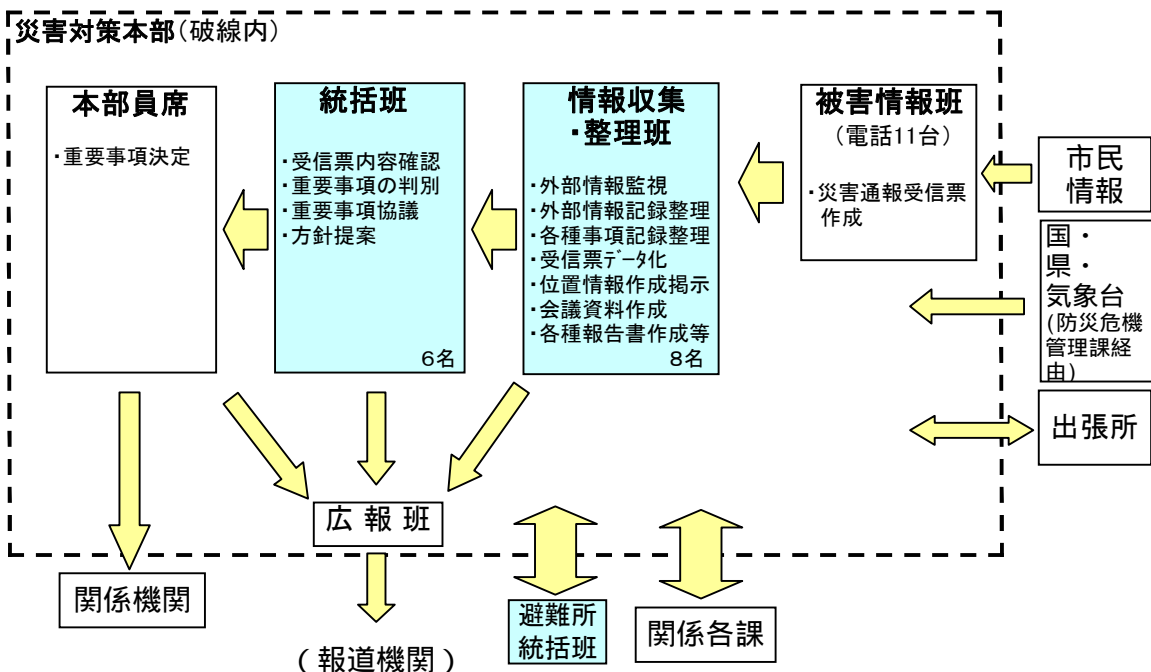 災害対策本部(破線内)
本部員席
・重要事項決定
統括班
・受信票内容確認
・重要事項の判別
・重要事項協議
・方針提案
6名
情報収集
・整理班
・外部情報監視
・外部情報記録整理
・各種事項記録整理
・受信票ﾃﾞｰﾀ化
・位置情報作成掲示
・会議資料作成
・各種報告書作成等
8名
被害情報班
(電話11台)
・災害通報受信票
作成
市民
情報
国・
県・
気象台
(防災危機
管理課経
由)
出張所
広報班
関係機関
(報道機関)
避難所
統括班
関係各課